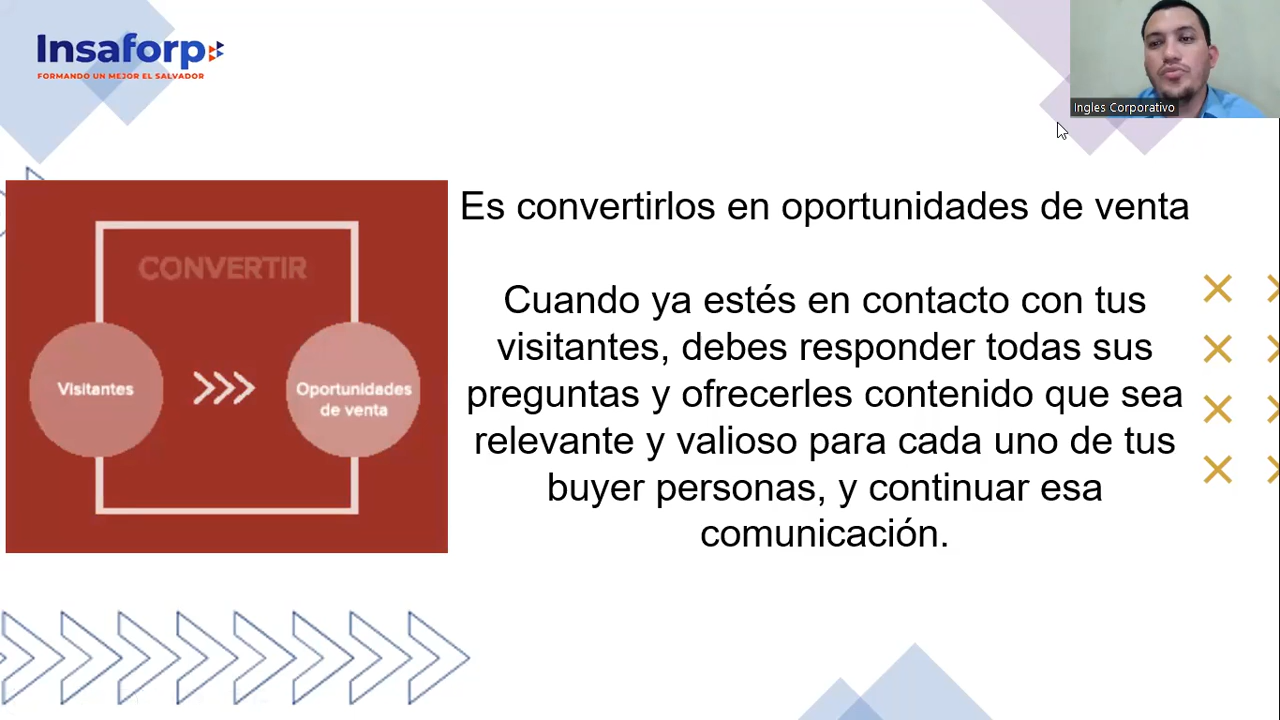 Insaforp
FORMANDO UN MEJOR EL SALVADOR
Ingles Corporativo
CONVERTIR
Visitantes
Oportunidades
de venta
Es convertirlos en oportunidades de venta
Cuando ya estés en contacto con tus
visitantes, debes responder todas sus
preguntas y ofrecerles contenido que sea
relevante y valioso para cada uno de tus
buyer personas, y continuar esa
comunicación.